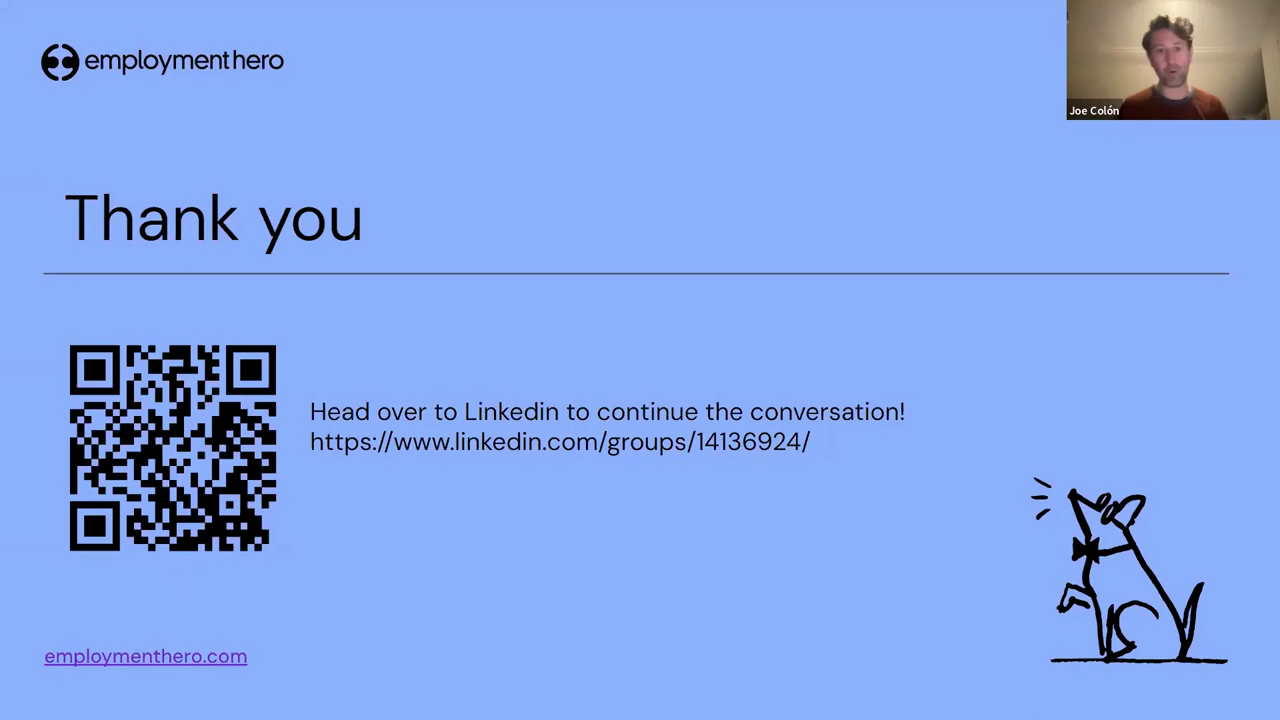 employmenthero
Joe Colón
Thank you
Head over to Linkedin to continue the conversation!
https://www.linkedin.com/groups/14136924/
employmenthero.com